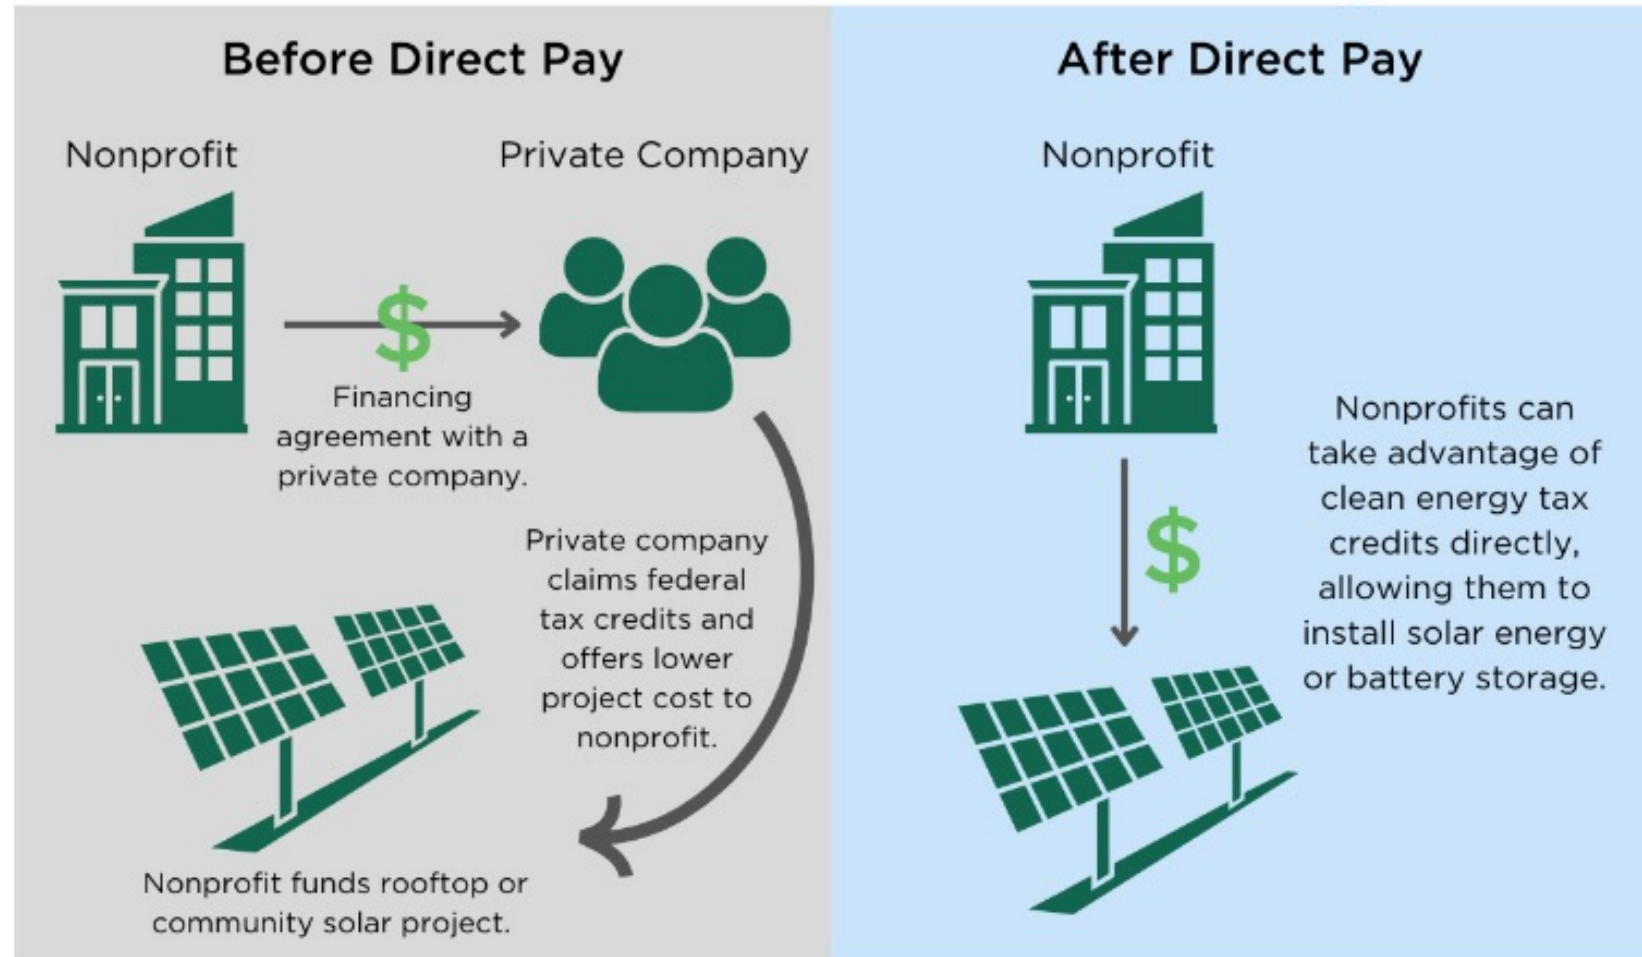 Before Direct Pay
Nonprofit
Private Company
$
Financing
agreement with a
private company.
Private company
claims federal
tax credits and
offers lower
project cost to
nonprofit.
Nonprofit funds rooftop or
community solar project.
After Direct Pay
Nonprofit
$
Nonprofits can
take advantage of
clean energy tax
credits directly,
allowing them to
install solar energy
or battery storage.